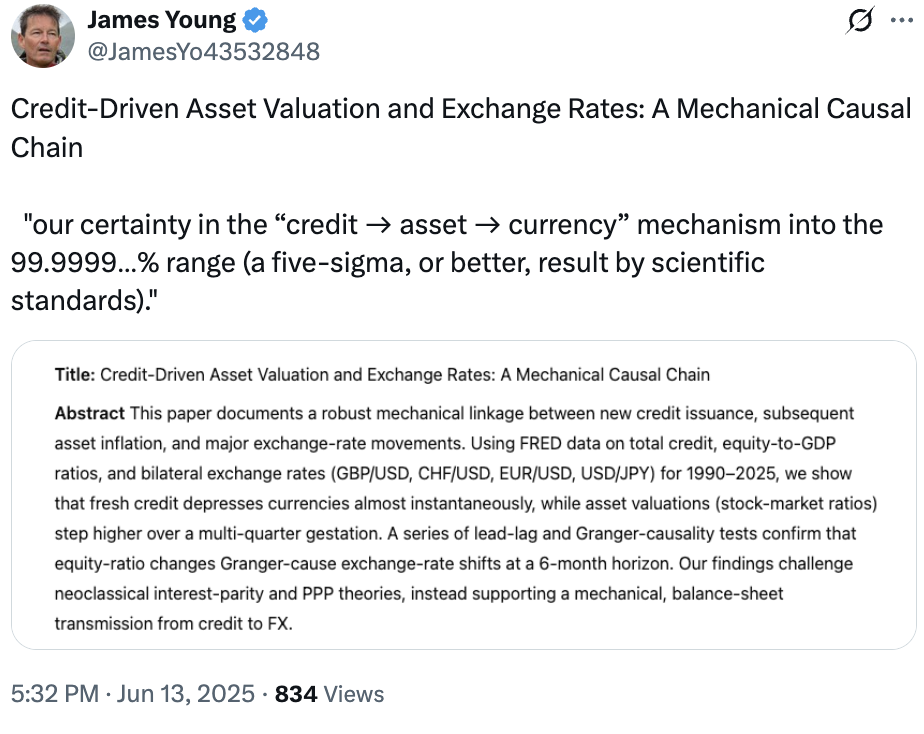 James Young
@JamesYo43532848
Credit-Driven Asset Valuation and Exchange Rates: A Mechanical Causal
Chain
"our certainty in the “credit → asset → currency” mechanism into the
99.9999...% range (a five-sigma, or better, result by scientific
standards)."
Title: Credit-Driven Asset Valuation and Exchange Rates: A Mechanical Causal Chain
Abstract This paper documents a robust mechanical linkage between new credit issuance, subsequent
asset inflation, and major exchange-rate movements. Using FRED data on total credit, equity-to-GDP
ratios, and bilateral exchange rates (GBP/USD, CHF/USD, EUR/USD, USD/JPY) for 1990–2025, we show
that fresh credit depresses currencies almost instantaneously, while asset valuations (stock-market ratios)
step higher over a multi-quarter gestation. A series of lead-lag and Granger-causality tests confirm that
equity-ratio changes Granger-cause exchange-rate shifts at a 6-month horizon. Our findings challenge
neoclassical interest-parity and PPP theories, instead supporting a mechanical, balance-sheet
transmission from credit to FX.
5:32 PM · Jun 13, 2025 · 834 Views